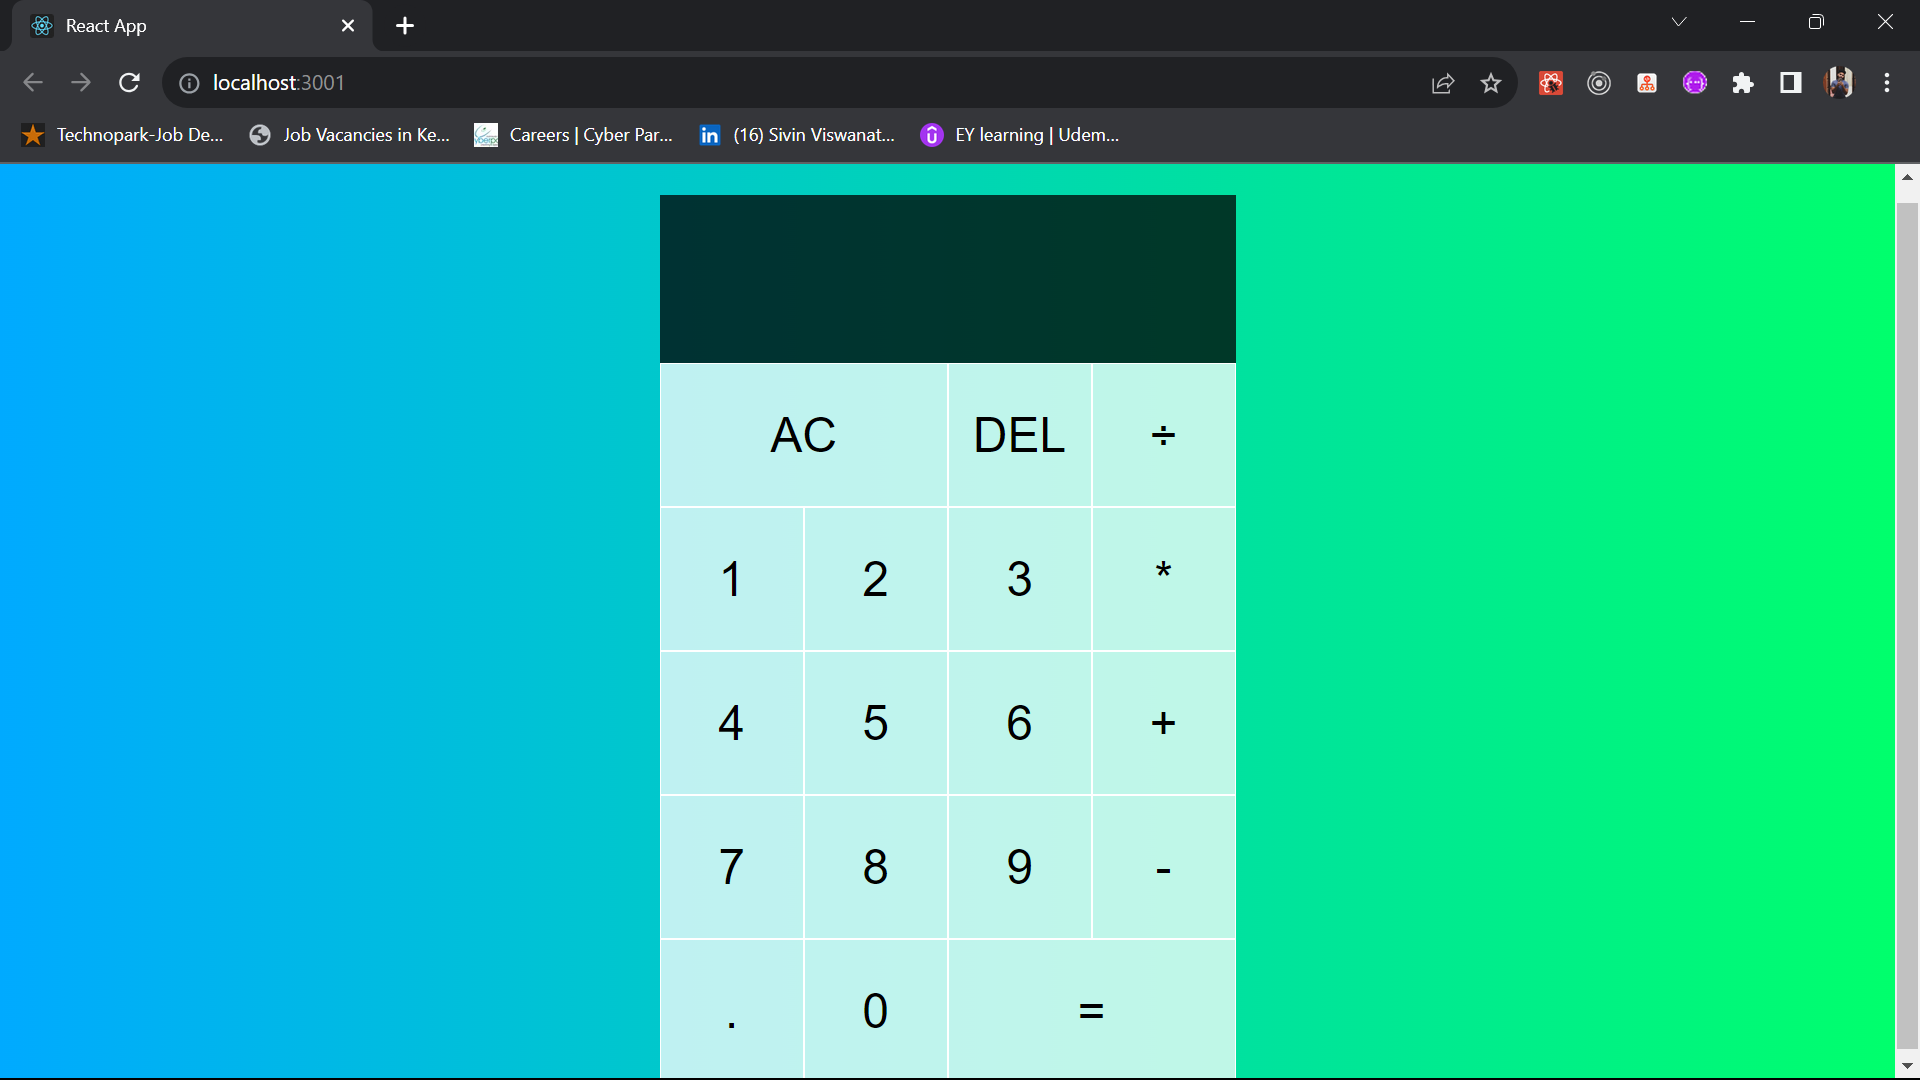 React App
localhost:3001
Technopark-Job De... Job Vacancies in Ke... Careers | Cyber Par... in (16) Sivin Viswanat... EY learning | Udem...
AC DEL ÷
1 2 3 *
4 5 6 +
7 8 9 -
. 0 =